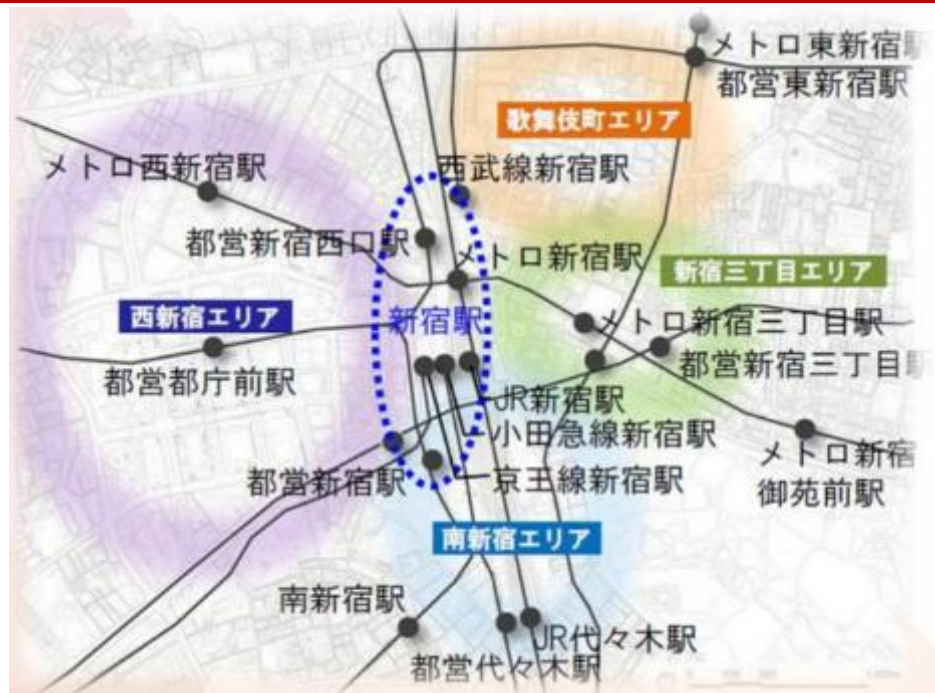 メトロ東新宿駅
都営東新宿駅
歌舞伎町エリア
メトロ西新宿駅
西武線新宿駅
都営新宿西口駅
メトロ新宿駅
新宿三丁目エリア
西新宿エリア
新宿駅
メトロ新宿三丁目駅
都営新宿三丁目駅
都営都庁前駅
JR新宿駅
小田急線新宿駅
都営新宿駅
京王線新宿駅
メトロ新宿
御苑前駅
南新宿エリア
南新宿駅
JR代々木駅
都営代々木駅